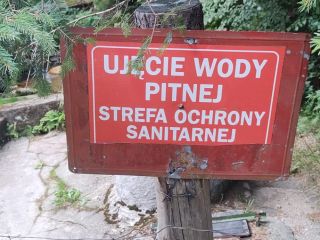 UJĘCIE WODY
PITNEJ
STREFA OCHRONY
SANITARNEJ